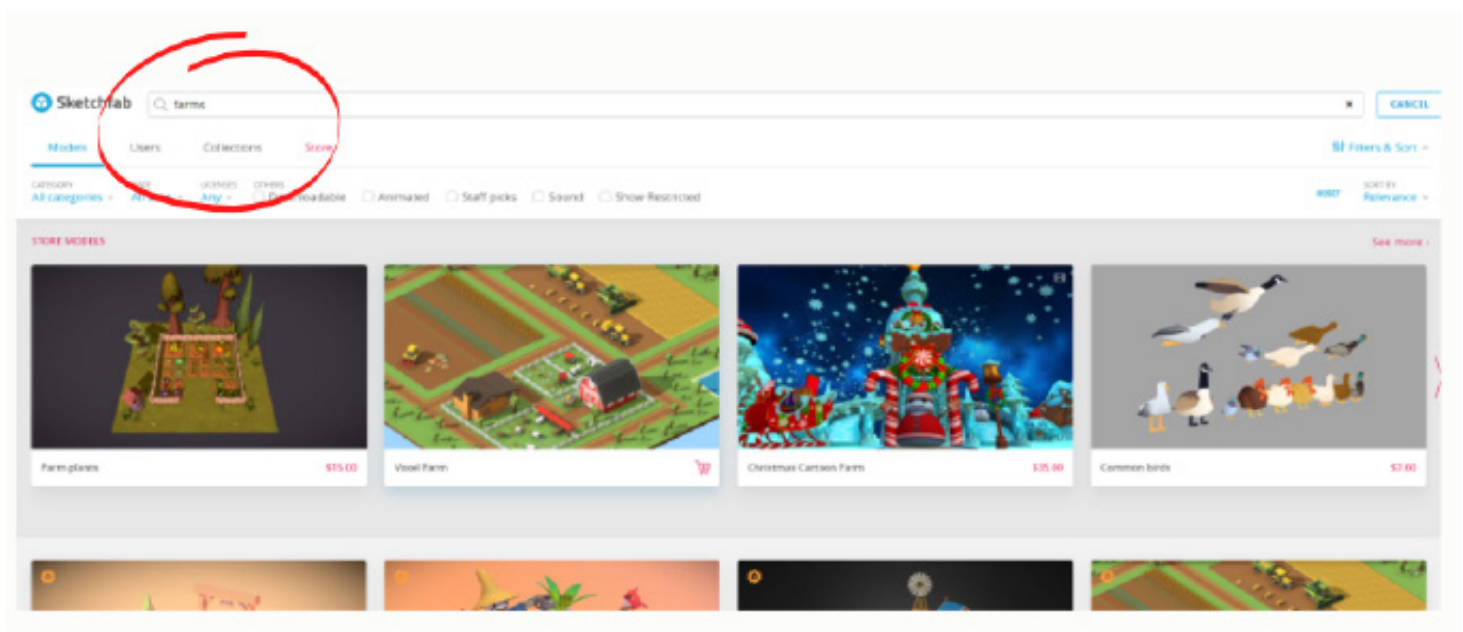 Sketchfab farms CANCEL
Models Users Collections Store Filters & Sort
CATEGORY LICENSES OTHERS SORT BY
All categories Any Downloadable Animated Staff picks Sound Show Restricted RESET Relevance
STORE MODELS See more
Farm plants $15.00 Voxel Farm Christmas Cartoon Farm $35.00 Common birds $7.00